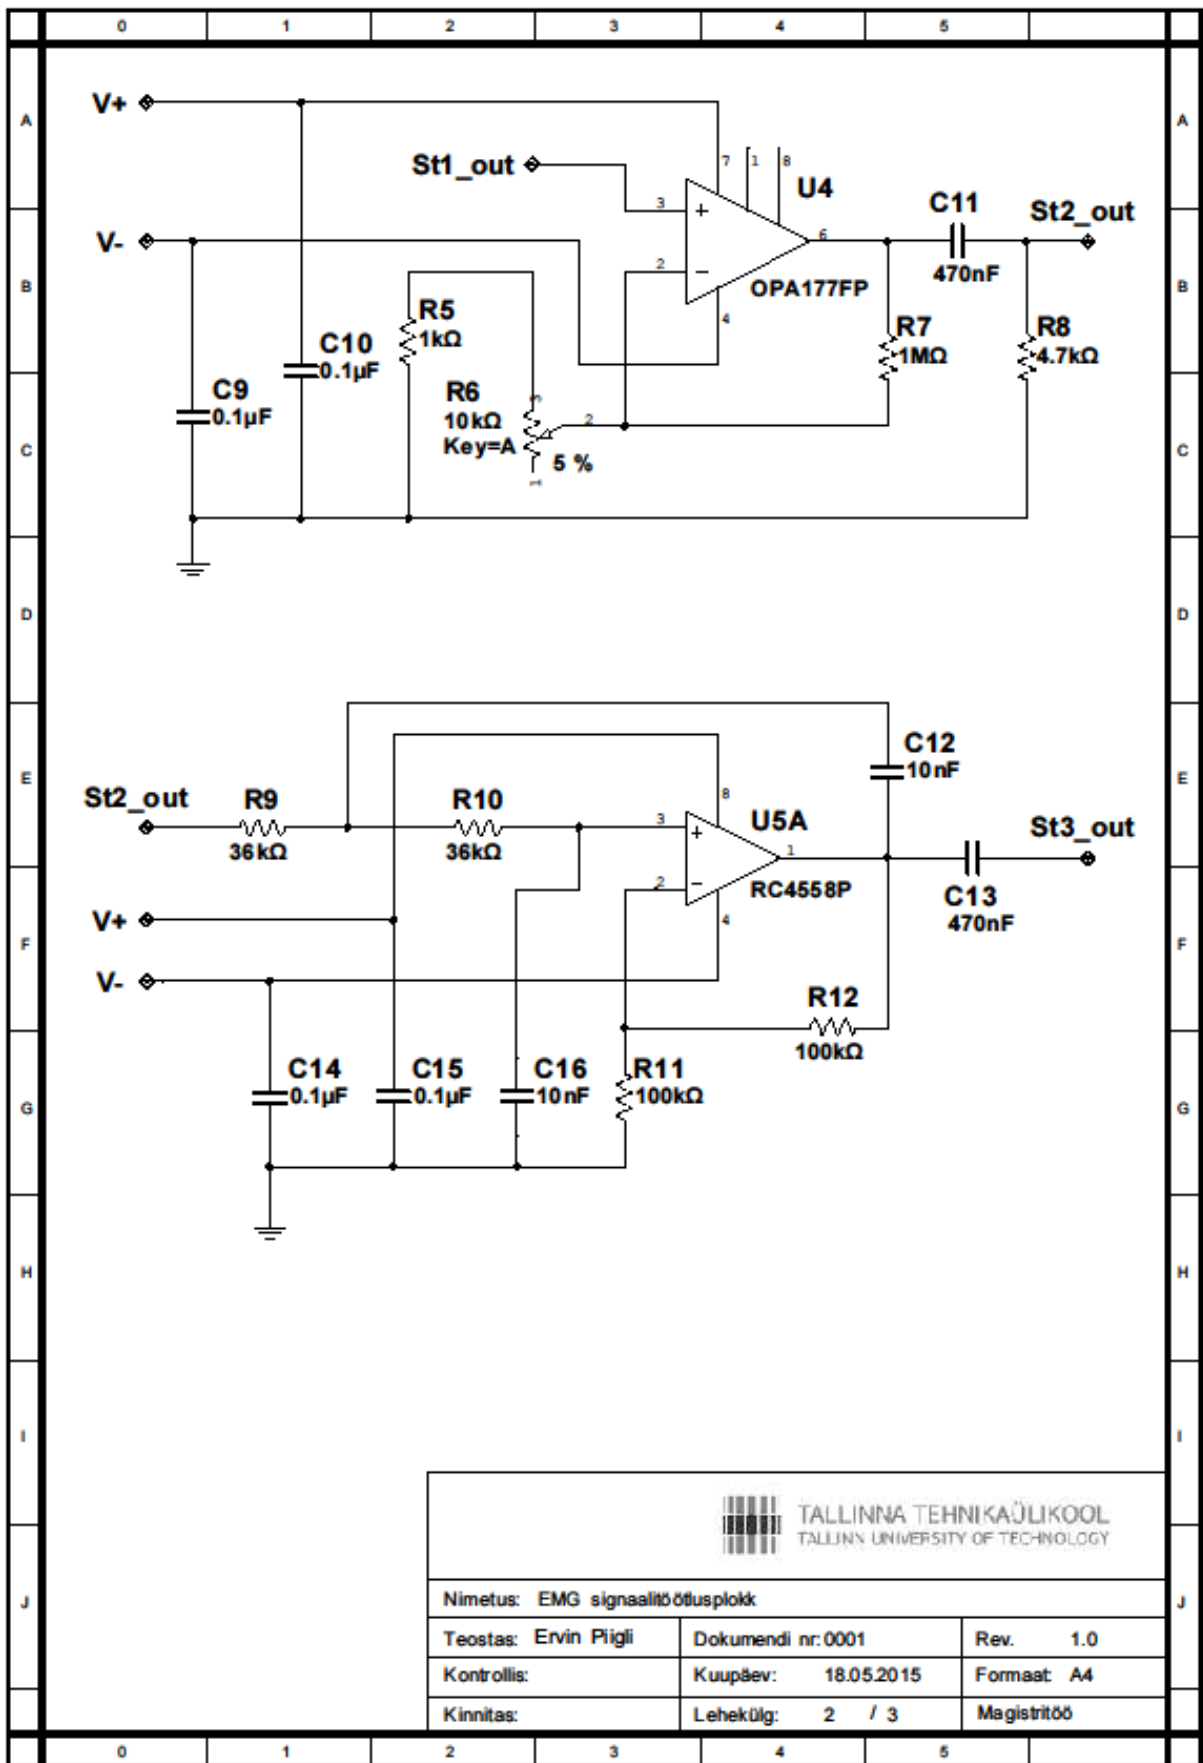 0 1 2 3 4 5
A A
V+
St1_out
7 1 8
U4
3
+
C11
St2_out
V-
6
2
−
470nF
B B
OPA177FP
R5
1kΩ
4
R7
1MΩ
R8
4.7kΩ
C10
0.1µF
C9
0.1µF
R6
10kΩ
Key=A
3
2
5 %
1
C C
D D
C12
10nF
E E
St2_out
R9
36kΩ
R10
36kΩ
8
3
+
U5A
1
St3_out
2
−
RC4558P
C13
470nF
4
V+
F F
V-
R12
100kΩ
C14
0.1µF
C15
0.1µF
C16
10nF
R11
100kΩ
G G
H H
I I
TALLINNA TEHNIKAÜLIKOOL
TALLINN UNIVERSITY OF TECHNOLOGY
J J
Nimetus: EMG signaalitöötlusplokk
Teostas: Ervin Piigli Dokumendi nr: 0001 Rev. 1.0
Kontrollis: Kuupäev: 18.05.2015 Formaat: A4
Kinnitas: Lehekülg: 2 / 3 Magistritöö
0 1 2 3 4 5